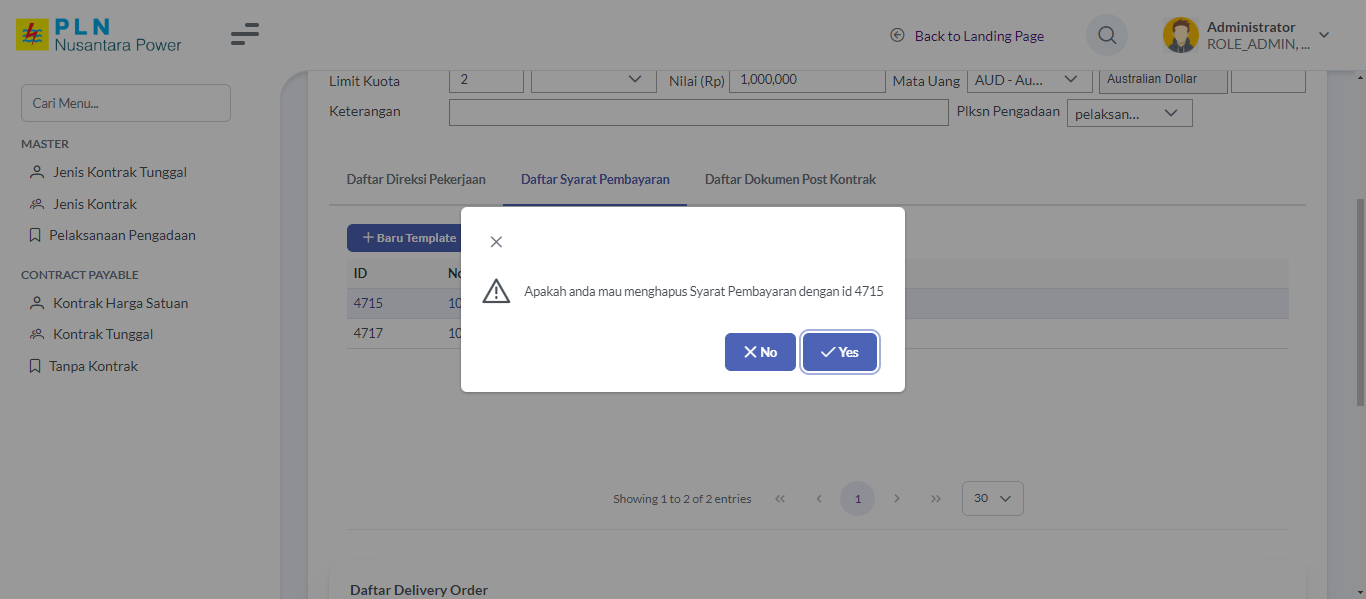 PLN
Nusantara Power
Back to Landing Page
Administrator
ROLE_ADMIN, ...
Cari Menu...
MASTER
Jenis Kontrak Tunggal
Jenis Kontrak
Pelaksanaan Pengadaan
CONTRACT PAYABLE
Kontrak Harga Satuan
Kontrak Tunggal
Tanpa Kontrak
Limit Kuota 2 Nilai (Rp) 1,000,000 Mata Uang AUD - Au... Australian Dollar
Keterangan Plksn Pengadaan pelaksan...
Daftar Direksi Pekerjaan Daftar Syarat Pembayaran Daftar Dokumen Post Kontrak
Baru Template
ID
4715
4717
Apakah anda mau menghapus Syarat Pembayaran dengan id 4715
No Yes
Showing 1 to 2 of 2 entries 1 30
Daftar Delivery Order